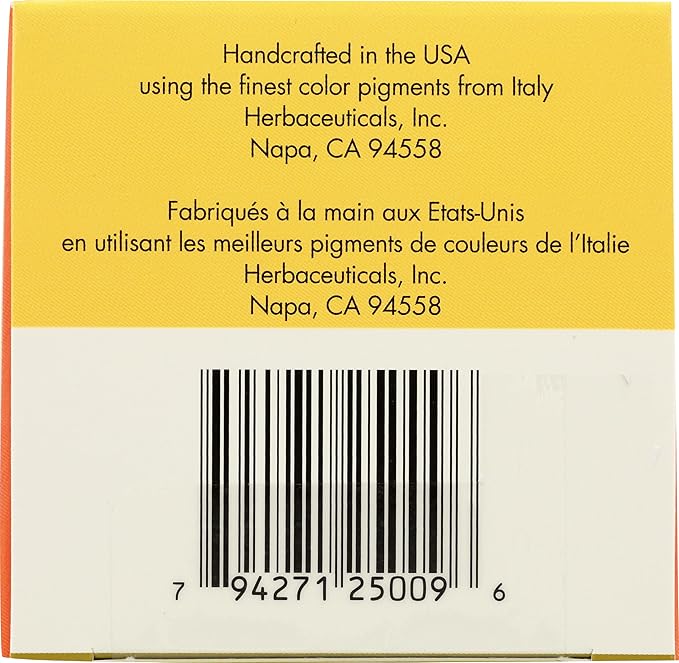 Handcrafted in the USA
using the finest color pigments from Italy
Herbaceuticals, Inc.
Napa, CA 94558
Fabriqués à la main aux Etats-Unis
en utilisant les meilleurs pigments de couleurs de l'Italie
Herbaceuticals, Inc.
Napa, CA 94558
7 94271 25009 6